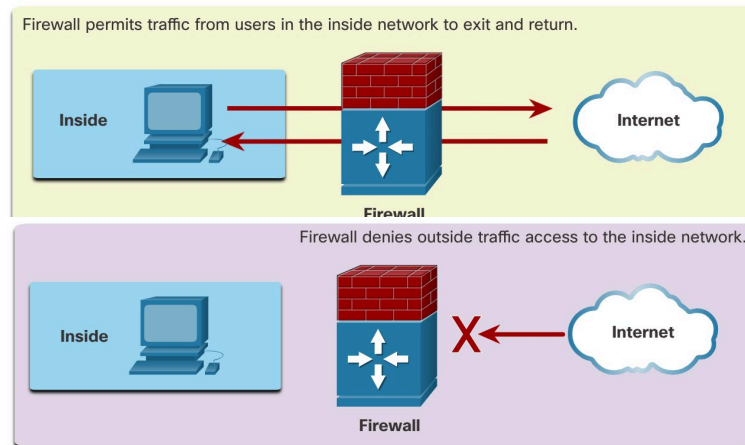 Firewall permits traffic from users in the inside network to exit and return.
Inside
Internet
Firewall
Firewall denies outside traffic access to the inside network.
Inside
X
Internet
Firewall